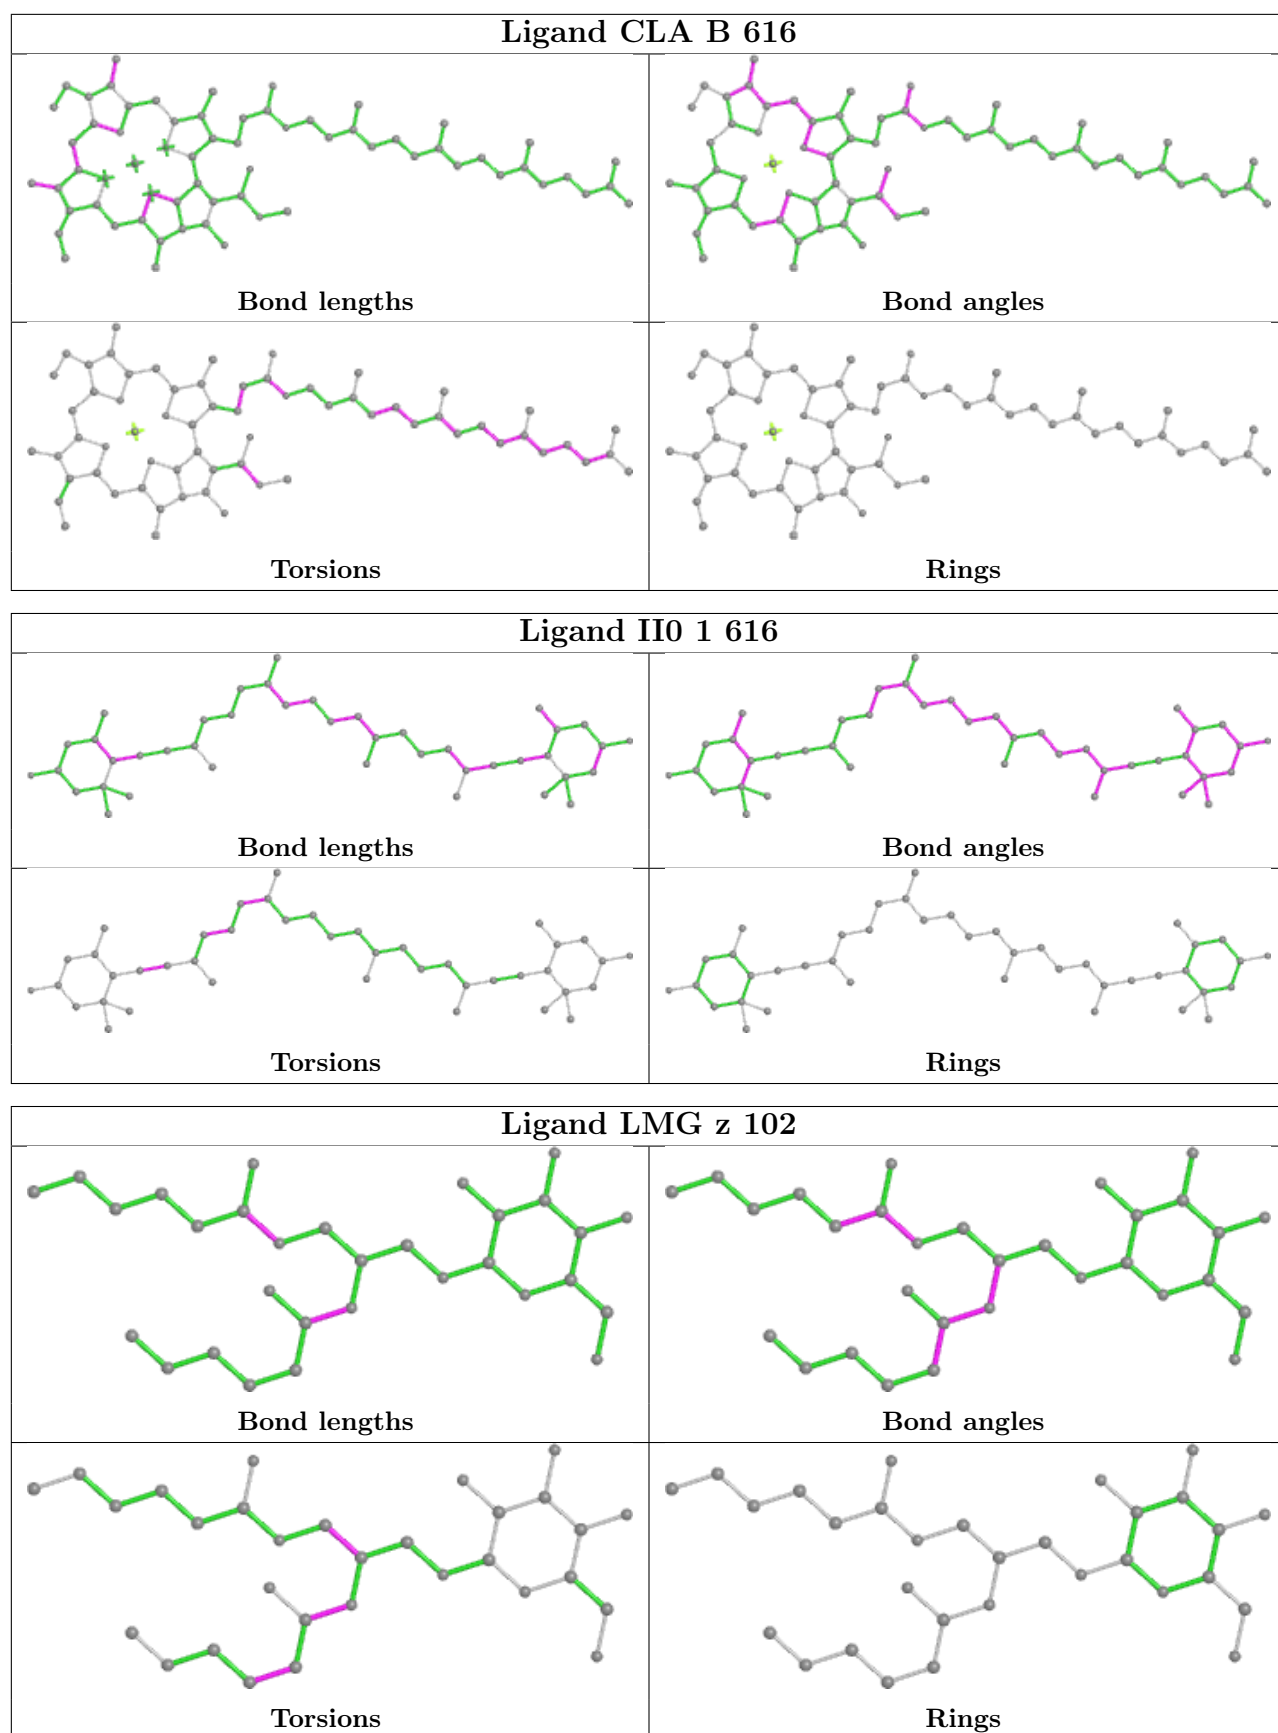 Ligand CLA B 616
Bond lengths
Bond angles
Torsions
Rings
Ligand II0 1 616
Bond lengths
Bond angles
Torsions
Rings
Ligand LMG z 102
Bond lengths
Bond angles
Torsions
Rings